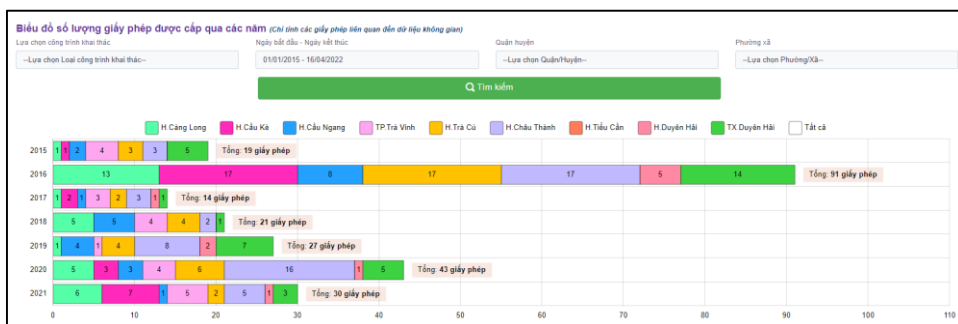 Biểu đồ số lượng giấy phép được cấp qua các năm (Chỉ tính các giấy phép liên quan đến dữ liệu không gian)
Lựa chọn công trình khai thác Ngày bắt đầu - Ngày kết thúc Quận huyện Phường xã
--Lựa chọn Loại công trình khai thác-- 01/01/2015 - 16/04/2022 --Lựa chọn Quận/Huyện-- --Lựa chọn Phường/Xã--
Tìm kiếm
H.Càng Long H.Cầu Kè H.Cầu Ngang TP.Trà Vinh H.Trà Cú H.Châu Thành H.Tiểu Cần H.Duyên Hải TX.Duyên Hải Tất cả
2015 1 1 2 4 3 3 5 Tổng: 19 giấy phép
2016 13 17 8 17 17 5 14 Tổng: 91 giấy phép
2017 1 2 1 3 2 3 1 1 Tổng: 14 giấy phép
2018 5 5 4 4 2 1 Tổng: 21 giấy phép
2019 1 4 1 4 8 2 7 Tổng: 27 giấy phép
2020 5 3 3 4 6 16 1 5 Tổng: 43 giấy phép
2021 6 7 1 5 2 5 1 3 Tổng: 30 giấy phép
0 10 20 30 40 50 60 70 80 90 100 110